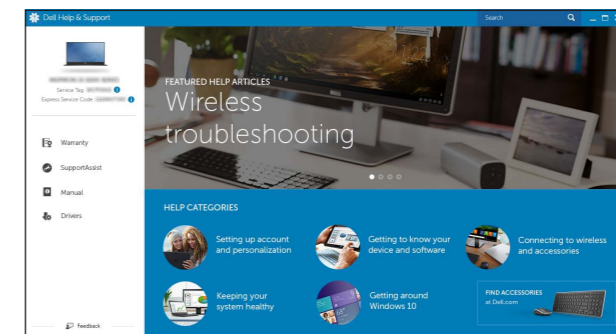 Dell Help & Support
Search
Service Tag:
Express Service Code:
Warranty
SupportAssist
Manual
Drivers
Feedback
FEATURED HELP ARTICLES
Wireless
troubleshooting
HELP CATEGORIES
Setting up account
and personalization
Getting to know your
device and software
Connecting to wireless
and accessories
Keeping your
system healthy
Getting around
Windows 10
FIND ACCESSORIES
at Dell.com